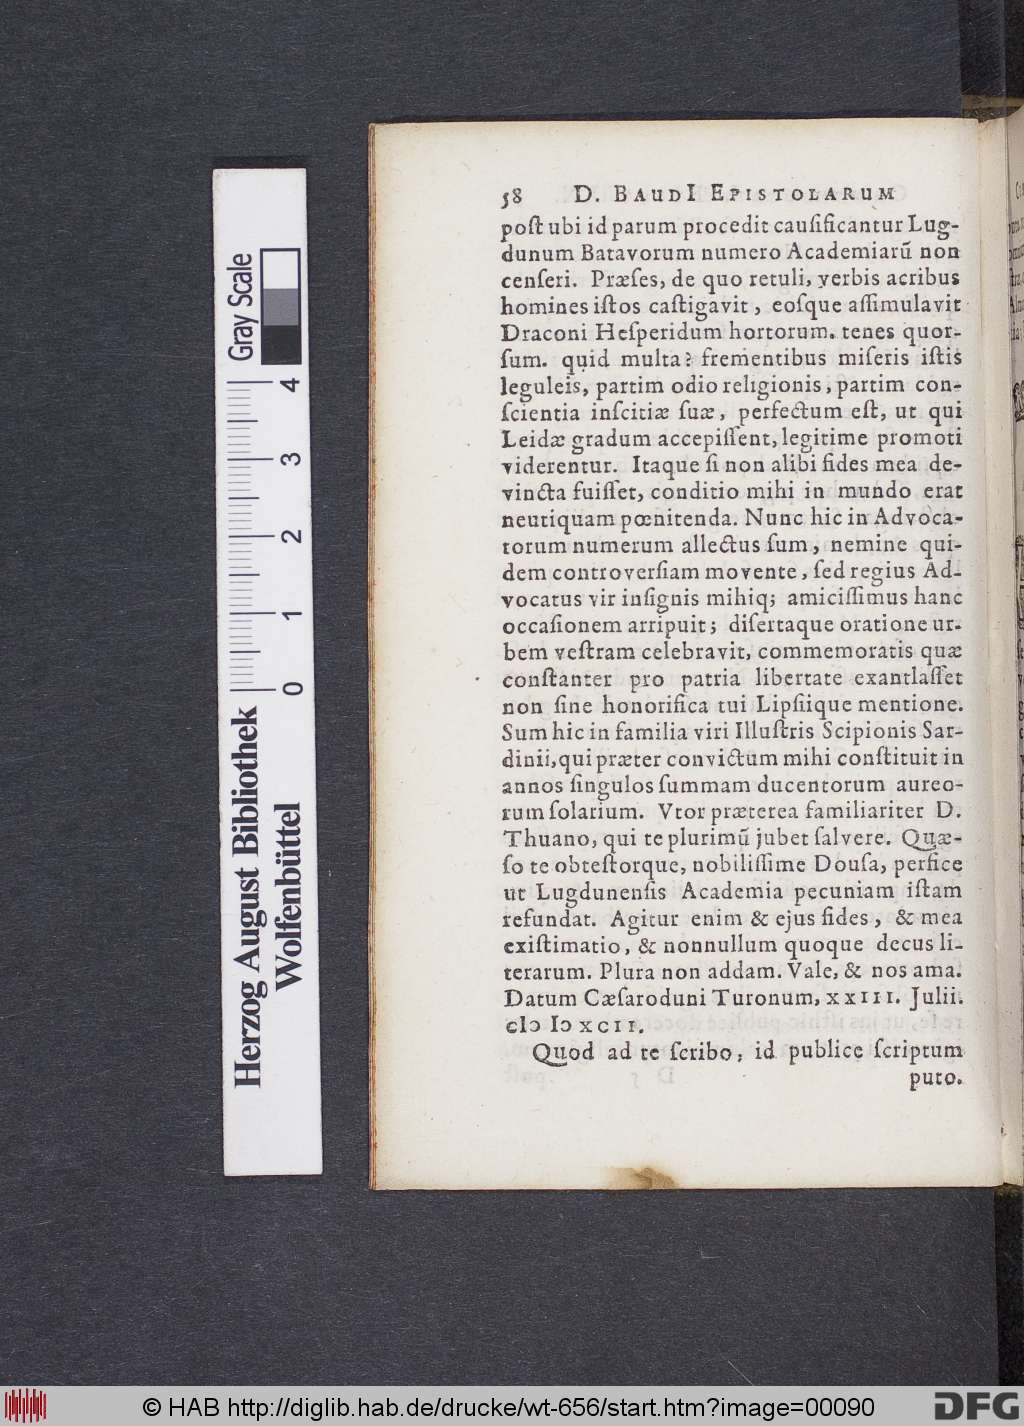 58 D. BAUDI EPISTOLARUM
poſt ubi id parum procedit cauſificantur Lug-
dunum Batavorum numero Academiarū non
cenſeri. Præſes, de quo retuli, verbis acribus
homines iſtos caſtigavit, eoſque aſſimulavit
Draconi Heſperidum hortorum. tenes quor-
ſum. quid multa? frementibus miſeris iſtis
leguleis, partim odio religionis, partim con-
ſcientia inſcitiæ ſuæ, perfectum eſt, ut qui
Leidæ gradum accepiſſent, legitime promoti
viderentur. Itaque ſi non alibi fides mea de-
vincta fuiſſet, conditio mihi in mundo erat
neutiquam pœnitenda. Nunc hic in Advoca-
torum numerum allectus ſum, nemine qui-
dem controverſiam movente, ſed regius Ad-
vocatus vir inſignis mihiq; amiciſſimus hanc
occaſionem arripuit; diſertaque oratione ur-
bem veſtram celebravit, commemoratis quæ
conſtanter pro patria libertate exantlaſſet
non ſine honorifica tui Lipſiique mentione.
Sum hic in familia viri Illuſtris Scipionis Sar-
dinii, qui præter convictum mihi conſtituit in
annos ſingulos ſummam ducentorum aureo-
rum ſolarium. Vtor præterea familiariter D.
Thuano, qui te plurimū jubet ſalvere. Quæ-
ſo te obteſtorque, nobiliſſime Douſa, perfice
ut Lugdunenſis Academia pecuniam iſtam
refundat. Agitur enim & ejus fides, & mea
exiſtimatio, & nonnullum quoque decus li-
terarum. Plura non addam. Vale, & nos ama.
Datum Cæſaroduni Turonum, XXIII. Julii.
cIↄ Iↄ XCII.
Quod ad te ſcribo, id publice ſcriptum
puto.
Gray Scale
4
3
2
1
0
Herzog August Bibliothek
Wolfenbüttel
© HAB http://diglib.hab.de/drucke/wt-656/start.htm?image=00090
DFG